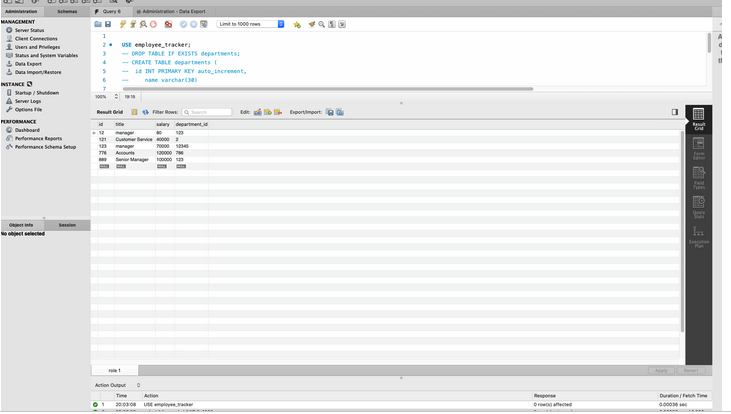 Administration Schemas
Query 6 Administration - Data Export
MANAGEMENT
Server Status
Client Connections
Users and Privileges
Status and System Variables
Data Export
Data Import/Restore
INSTANCE
Startup / Shutdown
Server Logs
Options File
PERFORMANCE
Dashboard
Performance Reports
Performance Schema Setup
Object Info Session
No object selected
Limit to 1000 rows
1
2 USE employee_tracker;
3 -- DROP TABLE IF EXISTS departments;
4 -- CREATE TABLE departments (
5 -- id INT PRIMARY KEY auto_increment,
6 -- name varchar(30)
7
100% 19:15
Result Grid Filter Rows: Search Edit: Export/Import:
id title salary department_id
12 manager 80 123
121 Customer Service 40000 2
123 manager 70000 12345
776 Accounts 120000 786
889 Senior Manager 100000 123
NULL NULL NULL NULL
Result
Grid
Form
Editor
Field
Types
Query
Stats
Execution
Plan
role 1 Apply Revert
Action Output
Time Action Response Duration / Fetch Time
1 20:03:08 USE employee_tracker 0 row(s) affected 0.00036 sec